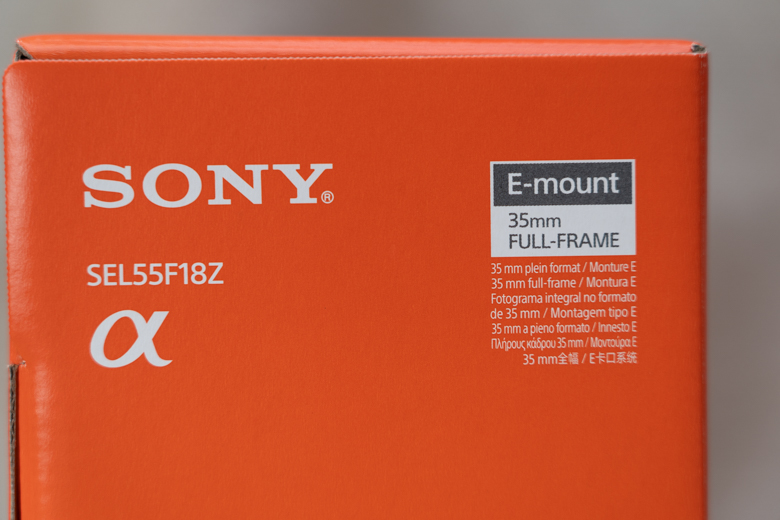 SONY®
SEL55F18Z
α
E-mount
35mm
FULL-FRAME
35 mm plein format / Monture E
35 mm full-frame / Montura E
Fotograma integral no formato
de 35 mm / Montagem tipo E
35 mm a pieno formato / Innesto E
Πλήρους κάδρου 35 mm / Μοντούρα E
35 mm全幅 / E卡口系统